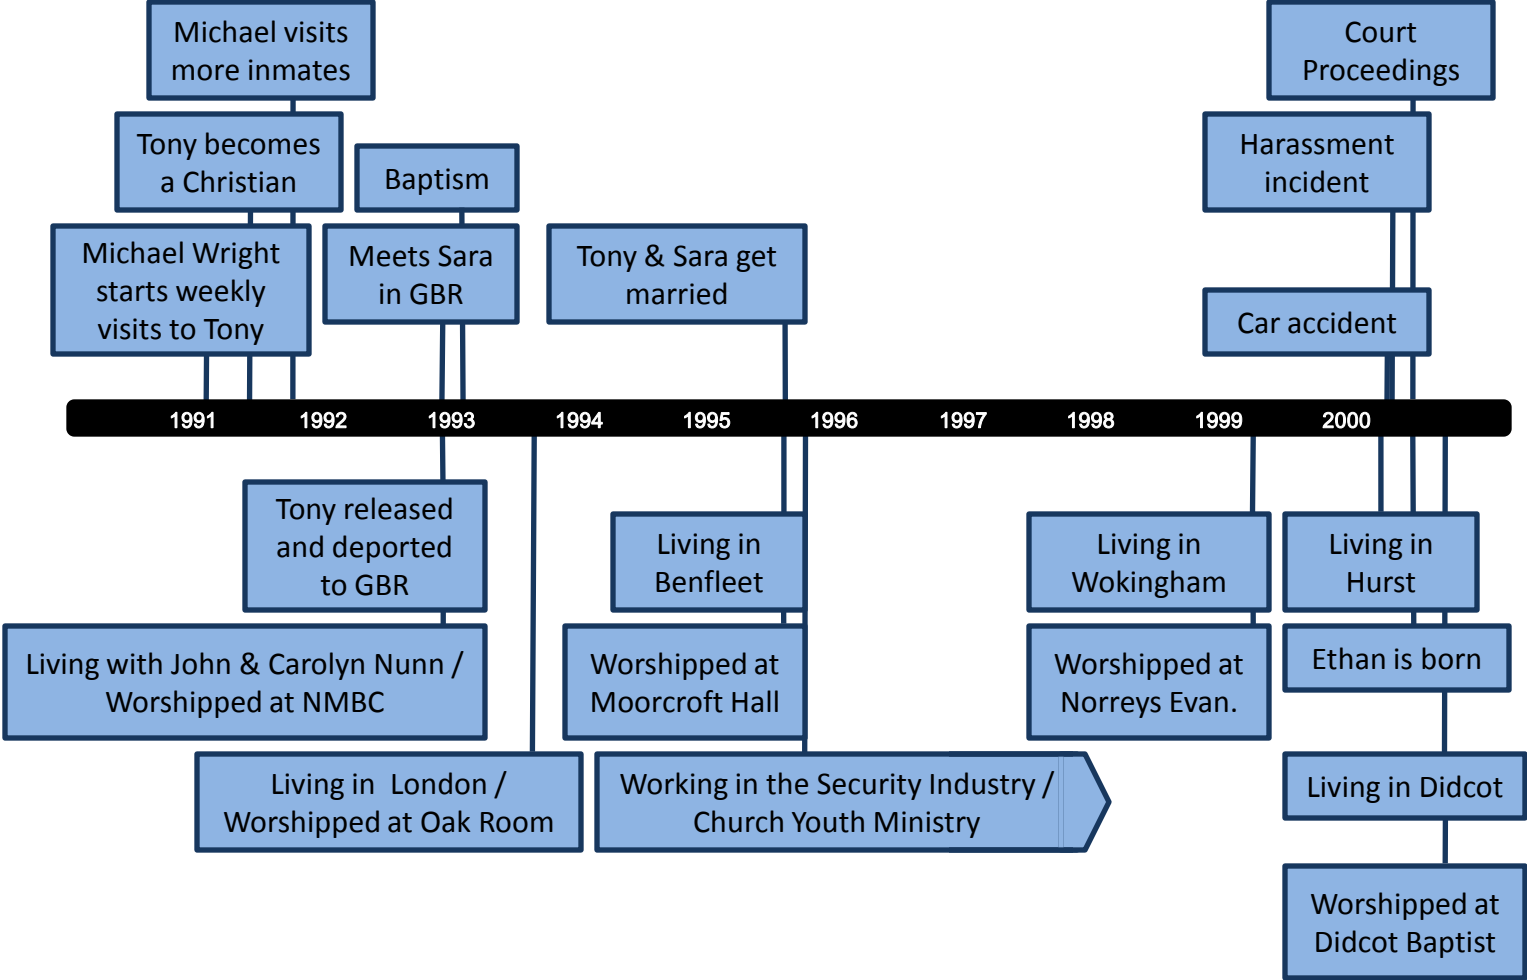 Michael visits
more inmates
Court
Proceedings
Tony becomes
a Christian
Baptism
Harassment
incident
Michael Wright
starts weekly
visits to Tony
Meets Sara
in GBR
Tony & Sara get
married
Car accident
1991 1992 1993 1994 1995 1996 1997 1998 1999 2000
Tony released
and deported
to GBR
Living in
Benfleet
Living in
Wokingham
Living in
Hurst
Living with John & Carolyn Nunn /
Worshipped at NMBC
Worshipped at
Moorcroft Hall
Worshipped at
Norreys Evan.
Ethan is born
Living in London /
Worshipped at Oak Room
Working in the Security Industry /
Church Youth Ministry
Living in Didcot
Worshipped at
Didcot Baptist